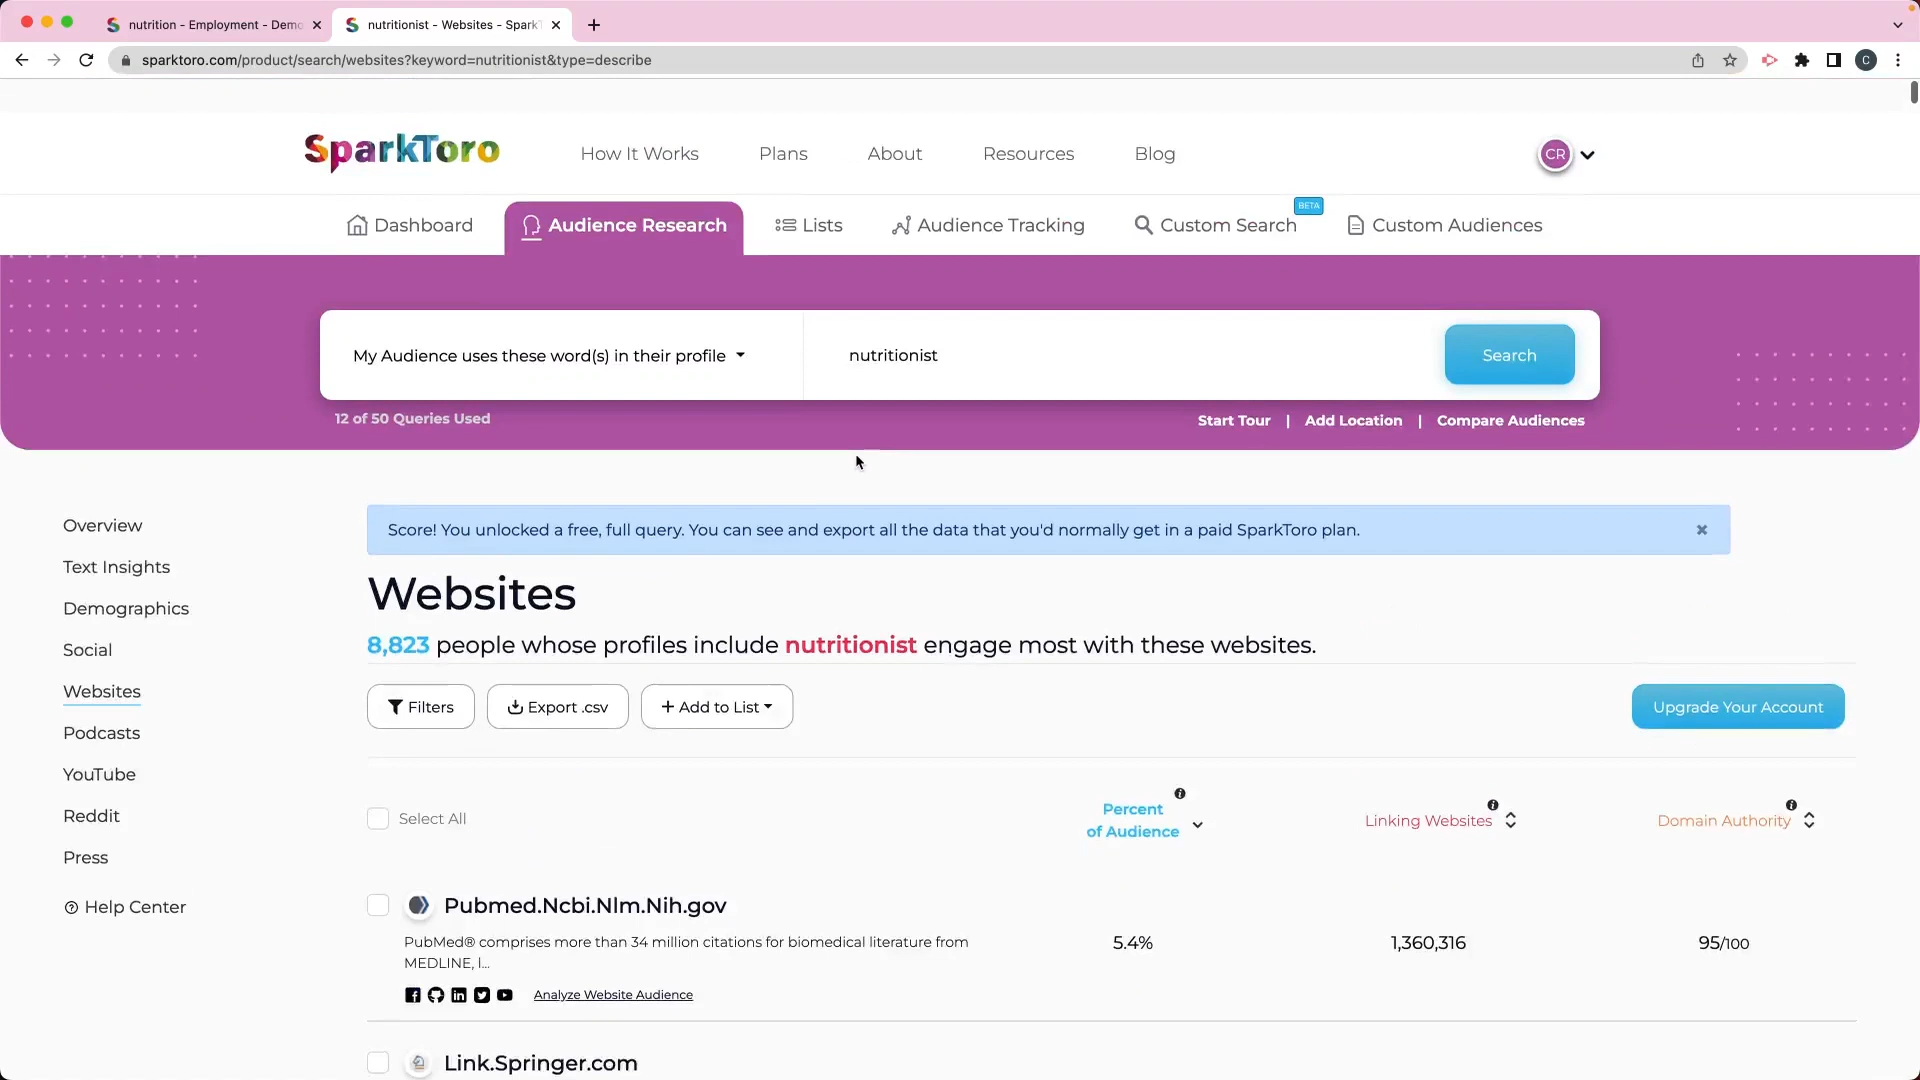 nutrition - Employment - Demo
nutritionist - Websites - SparkT
sparktoro.com/product/search/websites?keyword=nutritionist&type=describe
C
SparkToro
How It Works
Plans
About
Resources
Blog
CR
Dashboard
Audience Research
Lists
Audience Tracking
Custom Search
BETA
Custom Audiences
My Audience uses these word(s) in their profile
nutritionist
Search
12 of 50 Queries Used
Start Tour | Add Location | Compare Audiences
Overview
Text Insights
Demographics
Social
Websites
Podcasts
YouTube
Reddit
Press
Help Center
Score! You unlocked a free, full query. You can see and export all the data that you'd normally get in a paid SparkToro plan.
Websites
8,823 people whose profiles include nutritionist engage most with these websites.
Filters
Export .csv
+ Add to List
Upgrade Your Account
Select All
Percent
of Audience
Linking Websites
Domain Authority
Pubmed.Ncbi.Nlm.Nih.gov
PubMed® comprises more than 34 million citations for biomedical literature from
MEDLINE, l...
Analyze Website Audience
5.4%
1,360,316
95/100
Link.Springer.com